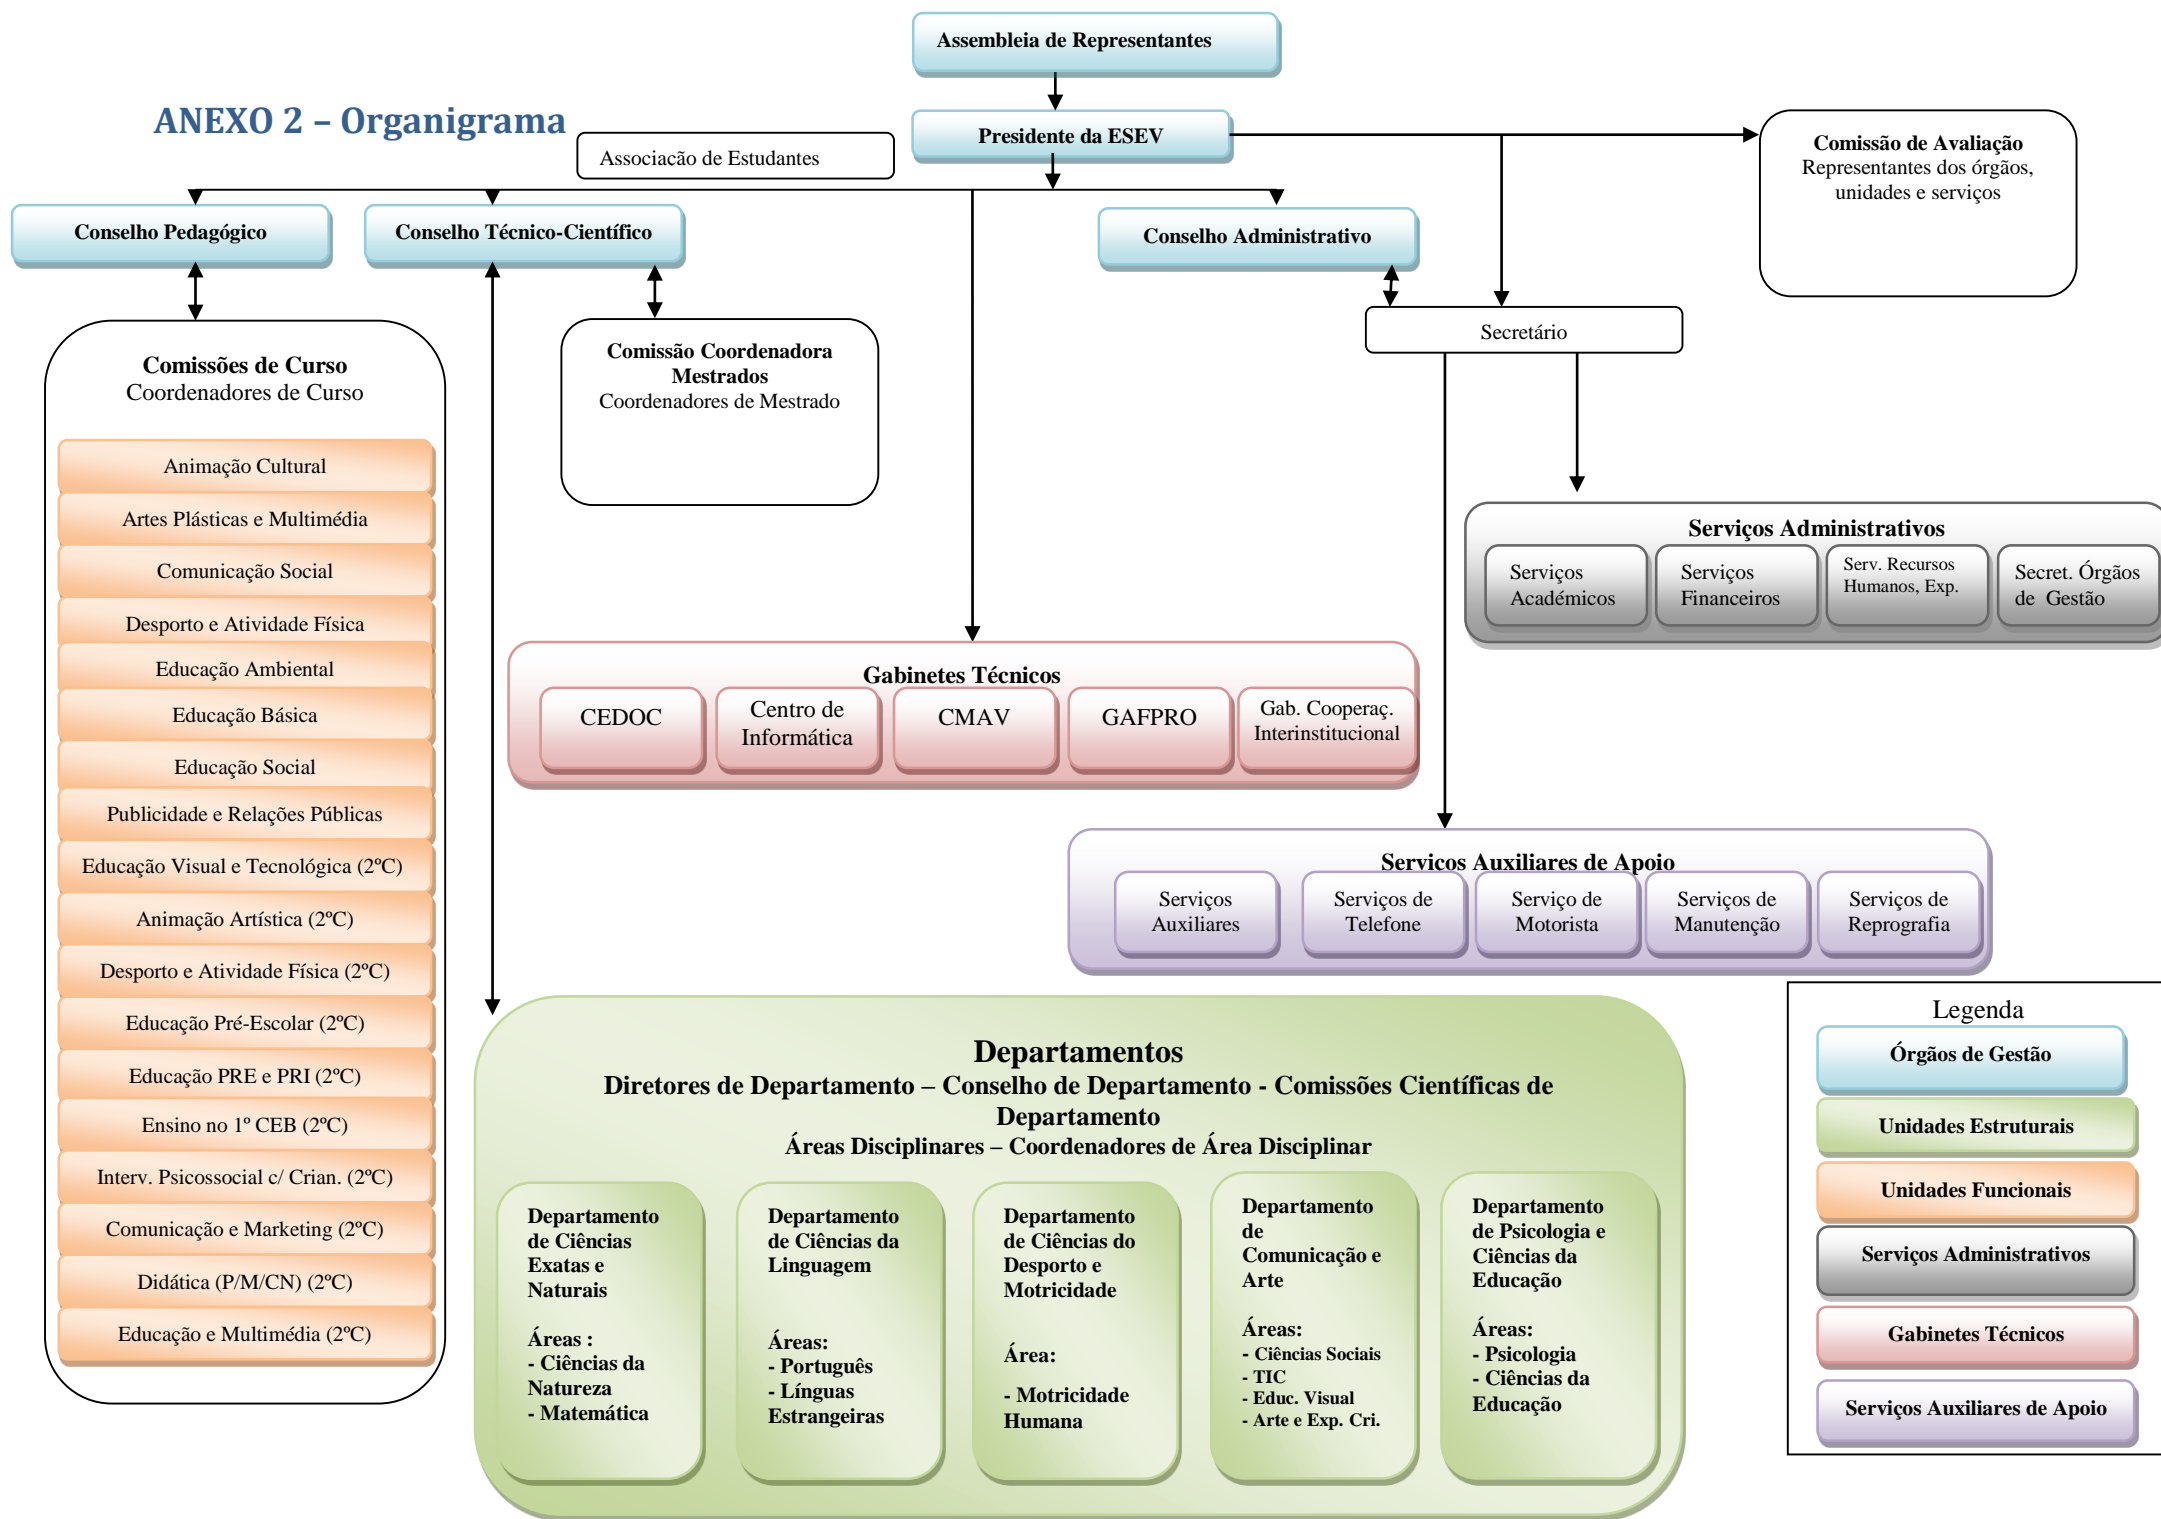 Assembleia de Representantes
ANEXO 2 – Organigrama
Presidente da ESEV
Associacão de Estudantes
Comissão de Avaliação
Representantes dos órgãos,
unidades e serviços
Conselho Pedagógico
Conselho Técnico-Científico
Conselho Administrativo
Secretário
Comissões de Curso
Coordenadores de Curso
Animação Cultural
Artes Plásticas e Multimédia
Comunicação Social
Desporto e Atividade Física
Educação Ambiental
Educação Básica
Educação Social
Publicidade e Relações Públicas
Educação Visual e Tecnológica (2ºC)
Animação Artística (2ºC)
Desporto e Atividade Física (2ºC)
Educação Pré-Escolar (2ºC)
Educação PRE e PRI (2ºC)
Ensino no 1º CEB (2ºC)
Interv. Psicossocial c/ Crian. (2ºC)
Comunicação e Marketing (2ºC)
Didática (P/M/CN) (2ºC)
Educação e Multimédia (2ºC)
Comissão Coordenadora
Mestrados
Coordenadores de Mestrado
Serviços Administrativos
Serviços
Académicos
Serviços
Financeiros
Serv. Recursos
Humanos, Exp.
Secret. Órgãos
de Gestão
Gabinetes Técnicos
CEDOC
Centro de
Informática
CMAV
GAFPRO
Gab. Cooperaç.
Interinstitucional
Servicos Auxiliares de Apoio
Serviços
Auxiliares
Serviços de
Telefone
Serviço de
Motorista
Serviços de
Manutenção
Serviços de
Reprografia
Departamentos
Diretores de Departamento – Conselho de Departamento - Comissões Científicas de
Departamento
Áreas Disciplinares – Coordenadores de Área Disciplinar
Departamento
de Ciências
Exatas e
Naturais
Áreas :
- Ciências da
Natureza
- Matemática
Departamento
de Ciências da
Linguagem
Áreas:
- Português
- Línguas
Estrangeiras
Departamento
de Ciências do
Desporto e
Motricidade
Área:
- Motricidade
Humana
Departamento
de
Comunicação e
Arte
Áreas:
- Ciências Sociais
- TIC
- Educ. Visual
- Arte e Exp. Cri.
Departamento
de Psicologia e
Ciências da
Educação
Áreas:
- Psicologia
- Ciências da
Educação
Legenda
Órgãos de Gestão
Unidades Estruturais
Unidades Funcionais
Serviços Administrativos
Gabinetes Técnicos
Serviços Auxiliares de Apoio